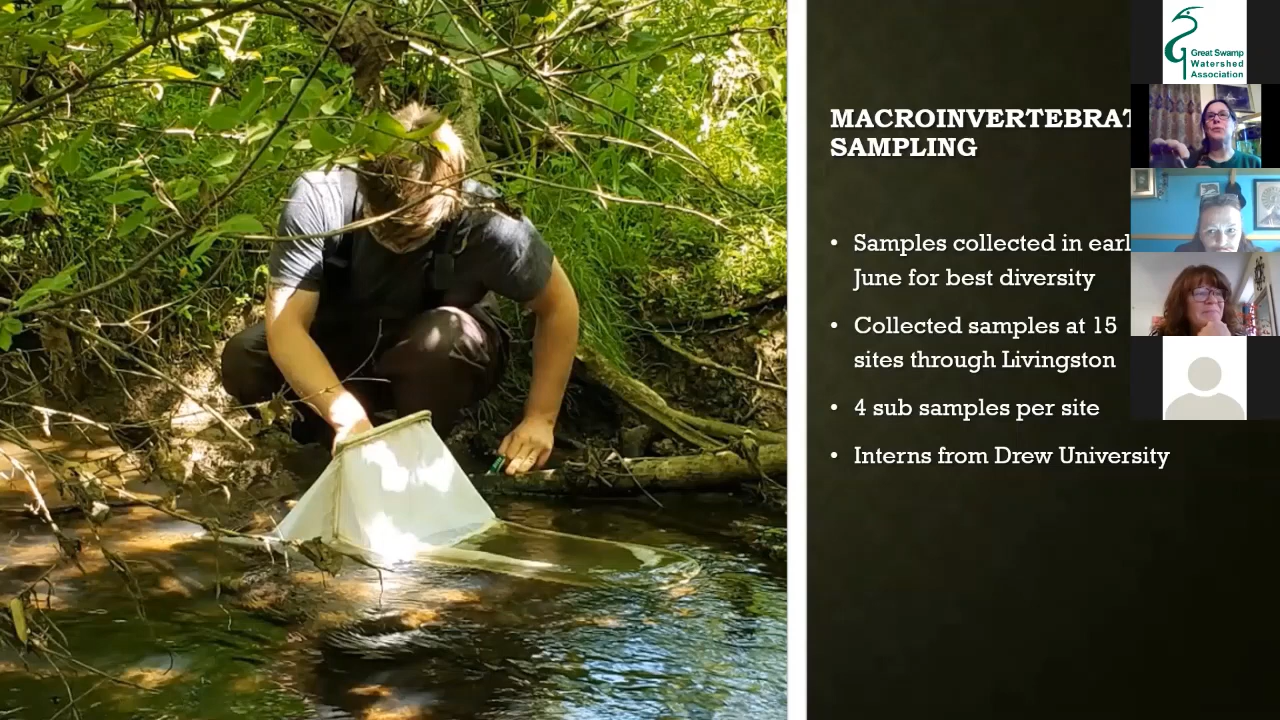 MACROINVERTEBRAT
SAMPLING
• Samples collected in earl
June for best diversity
• Collected samples at 15
sites through Livingston
• 4 sub samples per site
• Interns from Drew University
Great Swamp
Watershed
Association